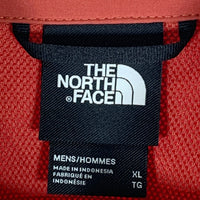 THE
NORTH
FACE
MENS/HOMMES
MADE IN INDONESIA XL
FABRIQUÉ EN TG
INDONÉSIE